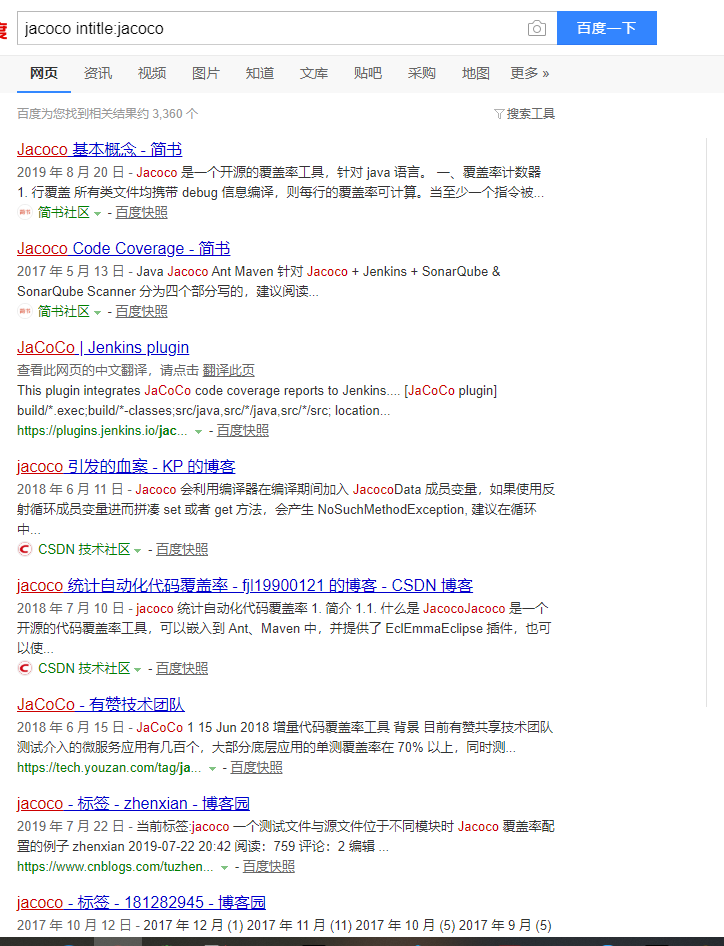 jacoco intitle:jacoco
百度一下
网页 资讯 视频 图片 知道 文库 贴吧 采购 地图 更多 »
百度为您找到相关结果约 3,360 个
搜索工具
Jacoco 基本概念 - 简书
2019 年 8 月 20 日 - Jacoco 是一个开源的覆盖率工具，针对 java 语言。 一、覆盖率计数器
1. 行覆盖 所有类文件均携带 debug 信息编译，则每行的覆盖率可计算。当至少一个指令被...
简书社区 - 百度快照
Jacoco Code Coverage - 简书
2017 年 5 月 13 日 - Java Jacoco Ant Maven 针对 Jacoco + Jenkins + SonarQube &
SonarQube Scanner 分为四个部分写的，建议阅读...
简书社区 - 百度快照
JaCoCo | Jenkins plugin
查看此网页的中文翻译，请点击 翻译此页
This plugin integrates JaCoCo code coverage reports to Jenkins.... [JaCoCo plugin]
build/*.exec;build/*-classes;src/java,src/*/java,src/*/src; location...
https://plugins.jenkins.io/jac... - 百度快照
jacoco 引发的血案 - KP 的博客
2018 年 6 月 11 日 - Jacoco 会利用编译器在编译期间加入 JacocoData 成员变量，如果使用反
射循环成员变量进而拼凑 set 或者 get 方法，会产生 NoSuchMethodException, 建议在循环
中...
CSDN 技术社区 - 百度快照
jacoco 统计自动化代码覆盖率 - fjl19900121 的博客 - CSDN 博客
2018 年 7 月 10 日 - jacoco 统计自动化代码覆盖率 1. 简介 1.1. 什么是 JacocoJacoco 是一个
开源的代码覆盖率工具，可以嵌入到 Ant、Maven 中，并提供了 EclEmmaEclipse 插件，也可
以使...
CSDN 技术社区 - 百度快照
JaCoCo - 有赞技术团队
2018 年 6 月 15 日 - JaCoCo 1 15 Jun 2018 增量代码覆盖率工具 背景 目前有赞共享技术团队
测试介入的微服务应用有几百个，大部分底层应用的单测覆盖率在 70% 以上，同时测...
https://tech.youzan.com/tag/ja... - 百度快照
jacoco - 标签 - zhenxian - 博客园
2019 年 7 月 22 日 - 当前标签:jacoco 一个测试文件与源文件位于不同模块时 Jacoco 覆盖率配
置的例子 zhenxian 2019-07-22 20:42 阅读：759 评论：2 编辑 ...
https://www.cnblogs.com/tuzhen... - 百度快照
jacoco - 标签 - 181282945 - 博客园
2017 年 10 月 12 日 - 2017 年 12 月 (1) 2017 年 11 月 (11) 2017 年 10 月 (5) 2017 年 9 月 (5)